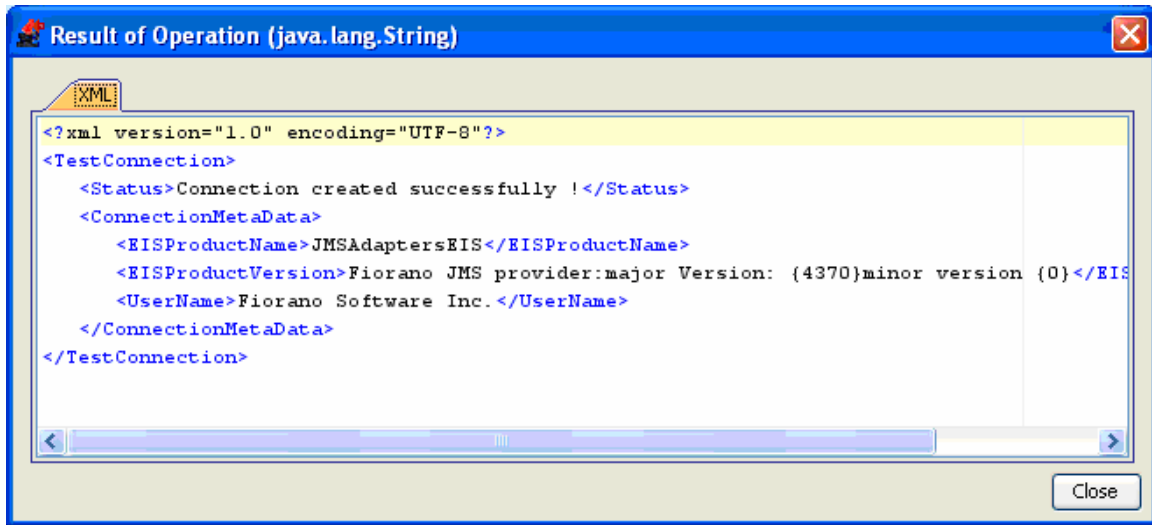 Result of Operation (java.lang.String)
XML
<?xml version="1.0" encoding="UTF-8"?>
<TestConnection>
<Status>Connection created successfully !</Status>
<ConnectionMetaData>
<EISProductName>JMSAdaptersEIS</EISProductName>
<EISProductVersion>Fiorano JMS provider:major Version: {4370}minor version {0}</EIS
<UserName>Fiorano Software Inc.</UserName>
</ConnectionMetaData>
</TestConnection>
Close